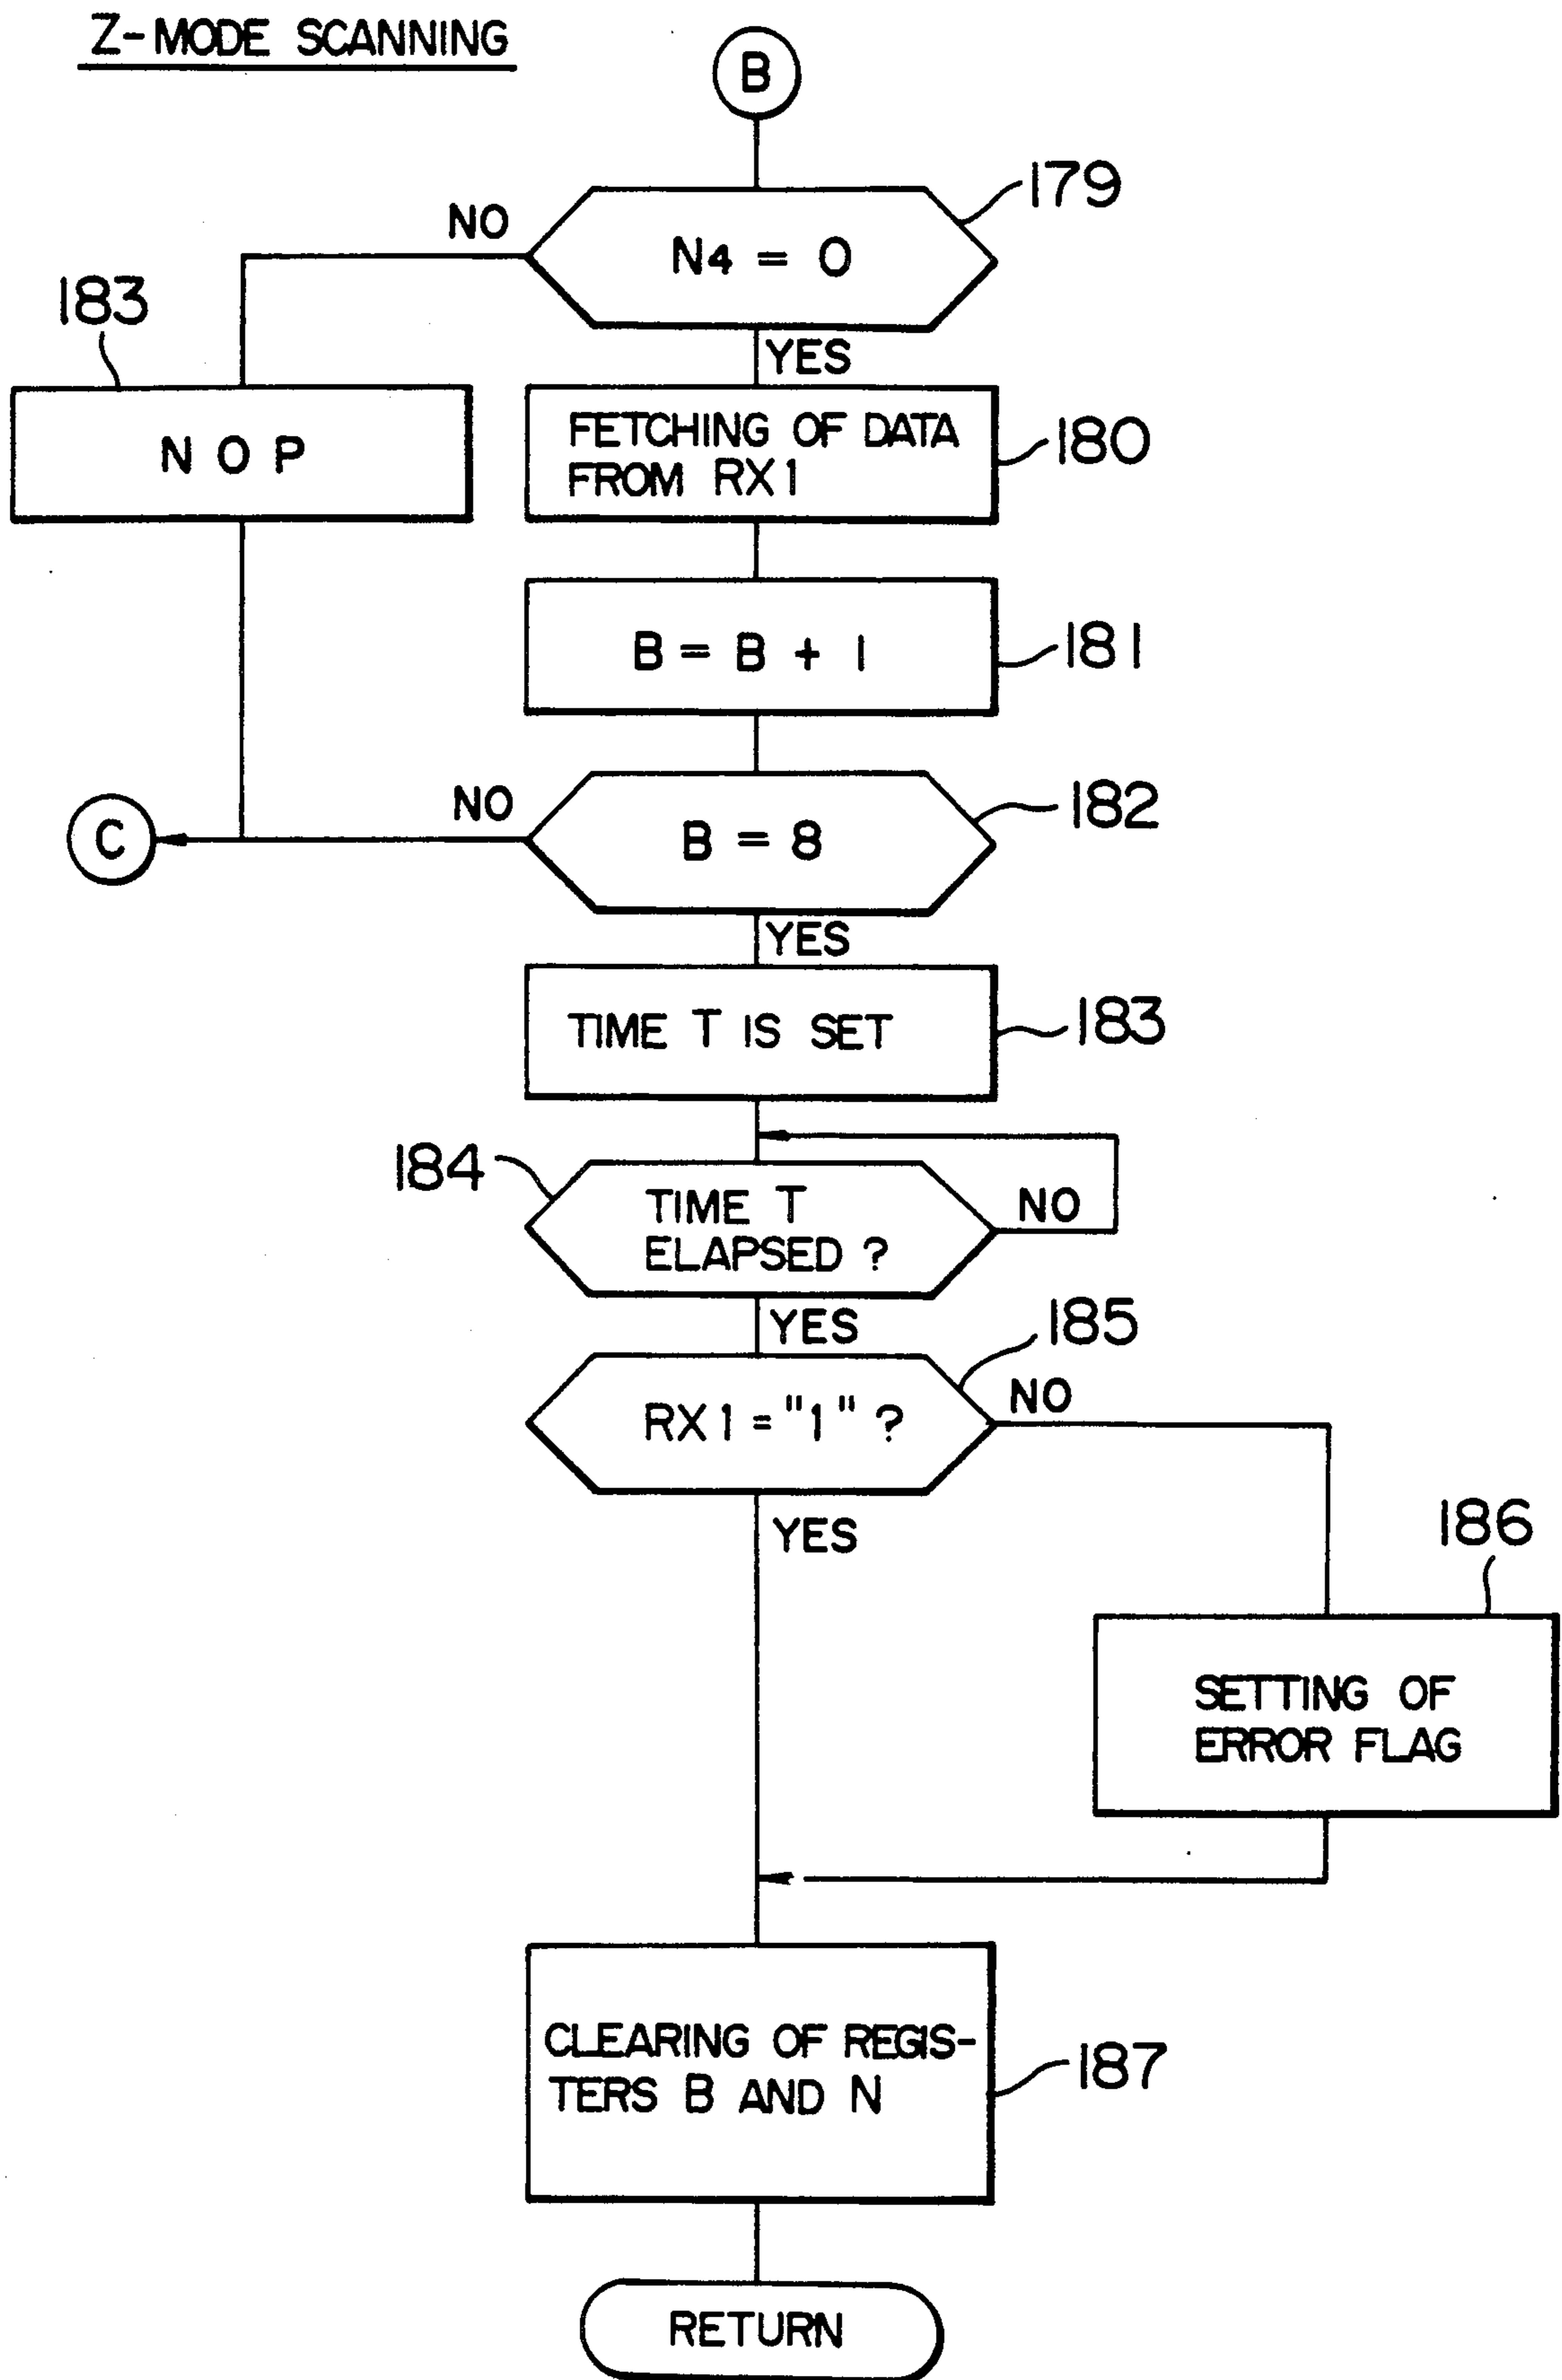 Z-MODE SCANNING
B
179
NO
N4 = 0
183
YES
NOP
FETCHING OF DATA
FROM RX1
180
B = B + 1
181
NO
182
C
B = 8
YES
TIME T IS SET
183
184
TIME T
ELAPSED ?
NO
YES
185
RX1 = "1" ?
NO
YES
186
SETTING OF
ERROR FLAG
CLEARING OF REGIS-
TERS B AND N
187
RETURN